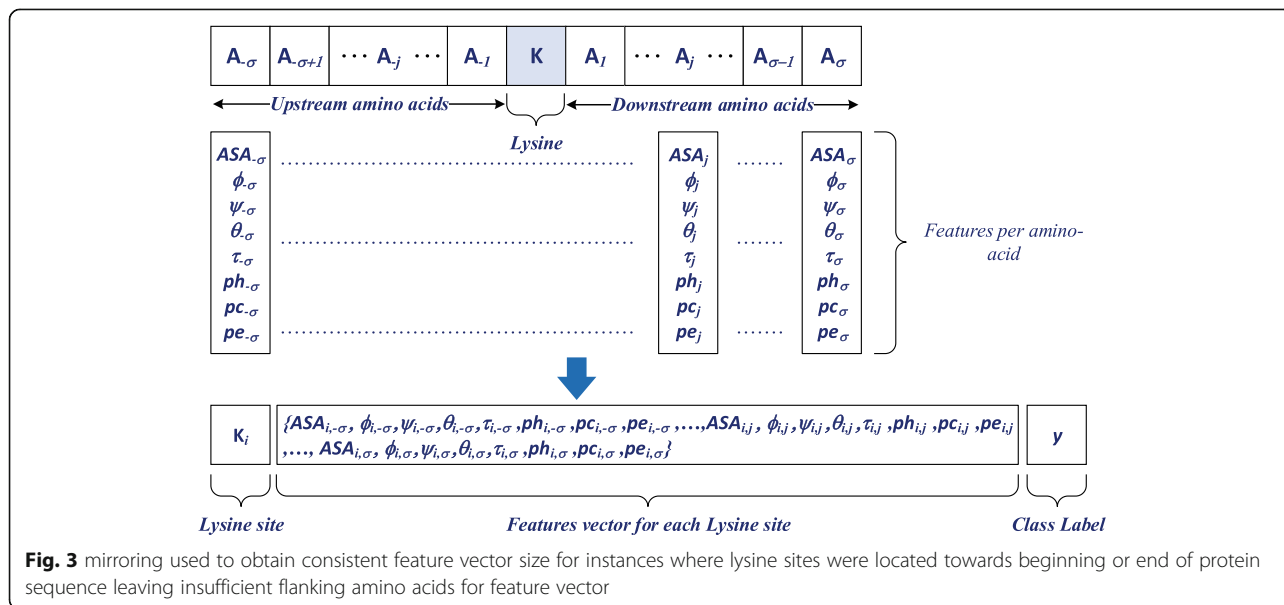 A-σ A-σ+1 ··· A-j ··· A-1 K A1 ··· A j ··· Aσ−1 Aσ
Upstream amino acids Downstream amino acids
Lysine
ASA-σ ........ ASAj ....... ASAσ
ϕ-σ ϕj ϕσ
ψ-σ ψj ψσ
θ-σ ........ θj ....... θσ
τ-σ τj τσ
ph-σ phj phσ
pc-σ pcj pcσ
pe-σ ........ pej ....... peσ
Features per amino-
acid
Ki {ASAi,-σ, ϕi,-σ,ψi,-σ,θi,-σ,τi,-σ ,phi,-σ ,pci,-σ,pei,-σ ,...,ASAi,j, ϕi,j,ψi,j,θi,j,τi,j ,phi,j ,pci,j ,pei,j
,..., ASAi,σ, ϕi,σ,ψi,σ,θi,σ,τi,σ ,phi,σ ,pci,σ ,pei,σ} y
Lysine site Features vector for each Lysine site Class Label
Fig. 3 mirroring used to obtain consistent feature vector size for instances where lysine sites were located towards beginning or end of protein
sequence leaving insufficient flanking amino acids for feature vector